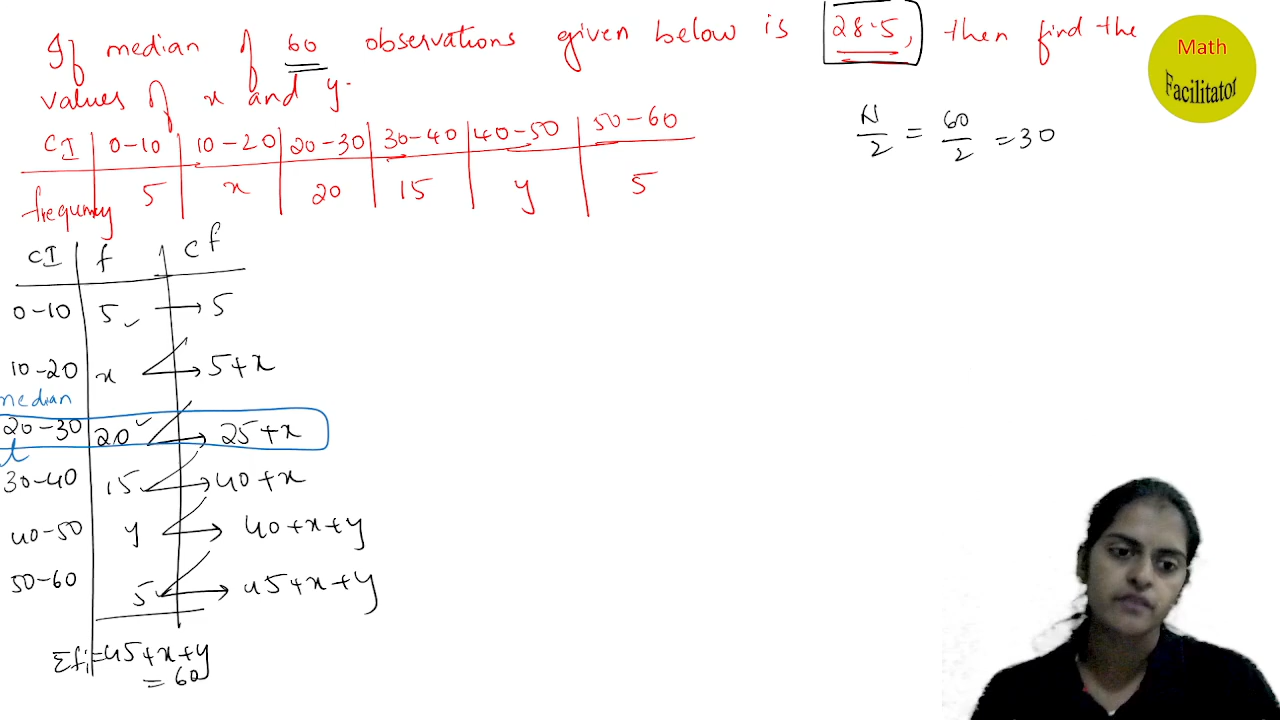 If median of 60 observations given below is 28.5, then find the
values of x and y.
Math
Facilitator
N/2 = 60/2 = 30
CI 0-10 10-20 20-30 30-40 40-50 50-60
frequency 5 x 20 15 y 5
CI f cf
0-10 5 → 5
10-20 x → 5+x
median
20-30 20 → 25+x
l
30-40 15 → 40+x
40-50 y → 40+x+y
50-60 5 → 45+x+y
Σfi = 45+x+y
= 60